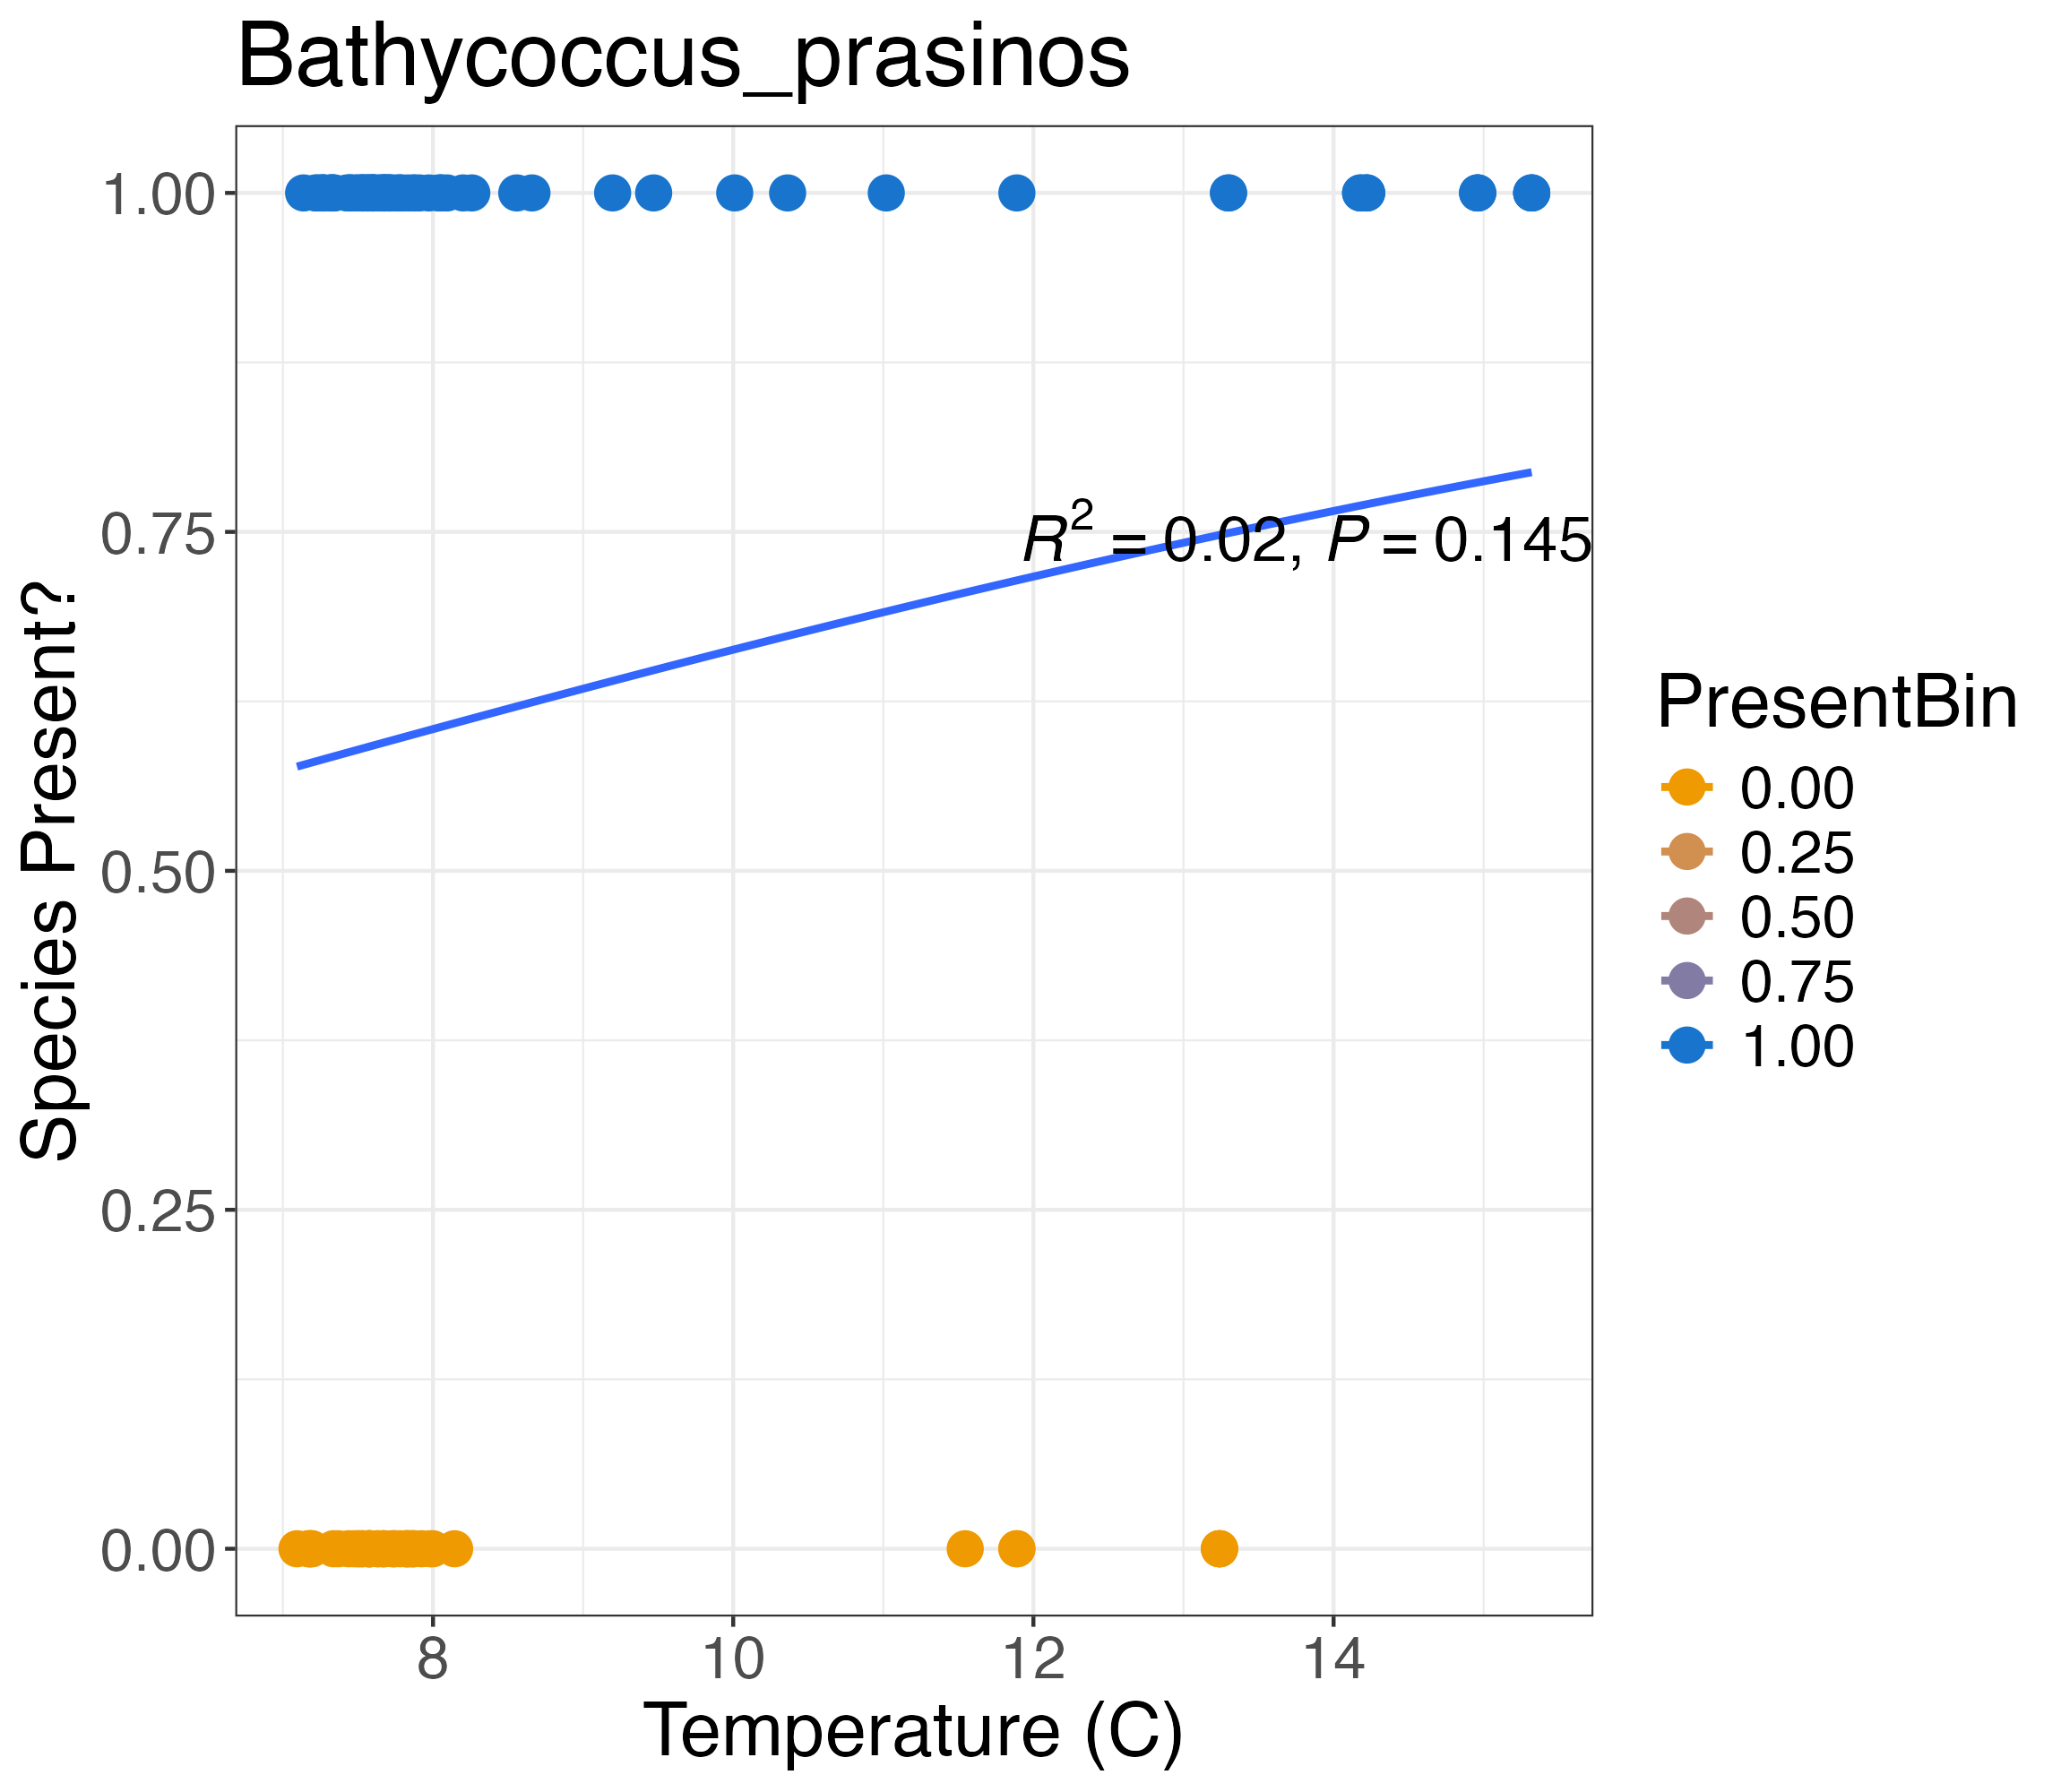 Bathycoccus_prasinos
1.00
0.75
0.50
0.25
0.00
Species Present?
R² = 0.02, P = 0.145
8 10 12 14
Temperature (C)
PresentBin
0.00
0.25
0.50
0.75
1.00